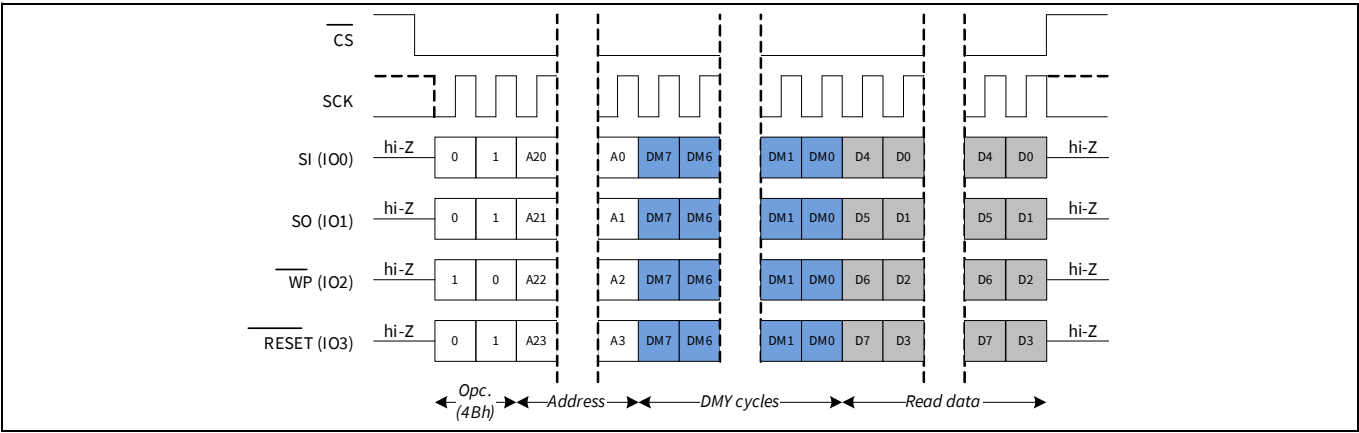 CS
SCK
SI (IO0) hi-Z 0 1 A20 A0 DM7 DM6 DM1 DM0 D4 D0 D4 D0 hi-Z
SO (IO1) hi-Z 0 1 A21 A1 DM7 DM6 DM1 DM0 D5 D1 D5 D1 hi-Z
WP (IO2) hi-Z 1 0 A22 A2 DM7 DM6 DM1 DM0 D6 D2 D6 D2 hi-Z
RESET (IO3) hi-Z 0 1 A23 A3 DM7 DM6 DM1 DM0 D7 D3 D7 D3 hi-Z
Opc.
(4Bh) Address DMY cycles Read data